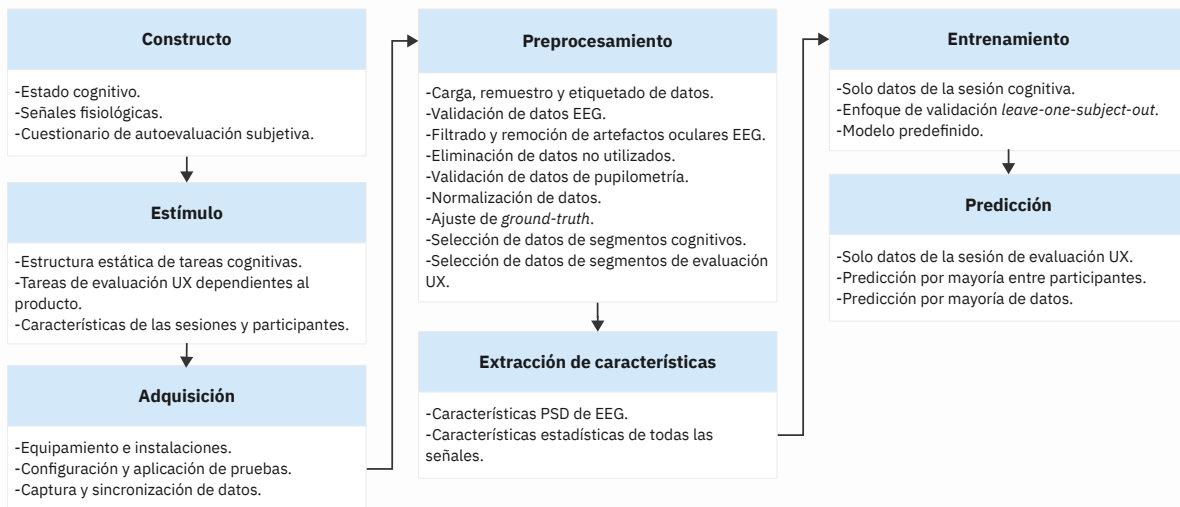 Constructo
-Estado cognitivo.
-Señales fisiológicas.
-Cuestionario de autoevaluación subjetiva.
Estímulo
-Estructura estática de tareas cognitivas.
-Tareas de evaluación UX dependientes al
producto.
-Características de las sesiones y participantes.
Adquisición
-Equipamiento e instalaciones.
-Configuración y aplicación de pruebas.
-Captura y sincronización de datos.
Preprocesamiento
-Carga, remuestro y etiquetado de datos.
-Validación de datos EEG.
-Filtrado y remoción de artefactos oculares EEG.
-Eliminación de datos no utilizados.
-Validación de datos de pupilometría.
-Normalización de datos.
-Ajuste de ground-truth.
-Selección de datos de segmentos cognitivos.
-Selección de datos de segmentos de evaluación
UX.
Extracción de características
-Características PSD de EEG.
-Características estadísticas de todas las
señales.
Entrenamiento
-Solo datos de la sesión cognitiva.
-Enfoque de validación leave-one-subject-out.
-Modelo predefinido.
Predicción
-Solo datos de la sesión de evaluación UX.
-Predicción por mayoría entre participantes.
-Predicción por mayoría de datos.